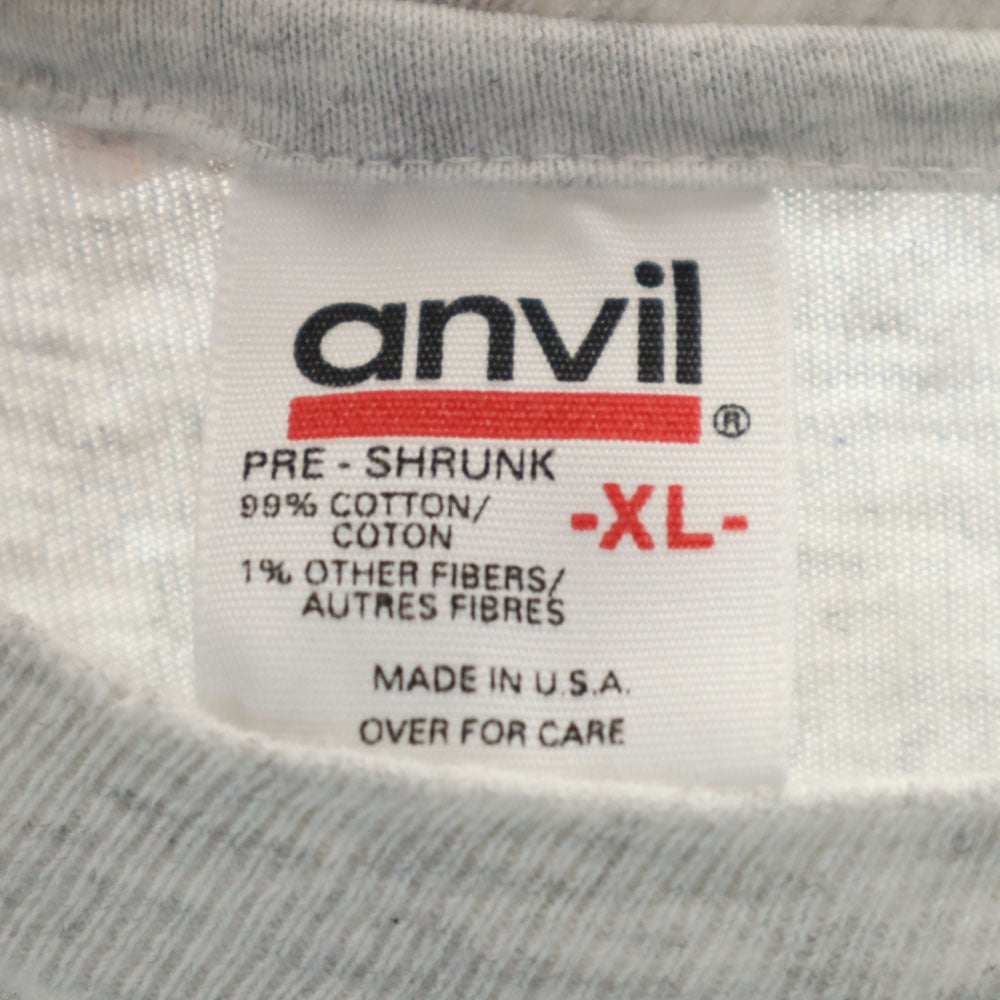 anvil®
PRE - SHRUNK
99% COTTON/
COTON
-XL-
1% OTHER FIBERS/
AUTRES FIBRES
MADE IN U.S.A.
OVER FOR CARE